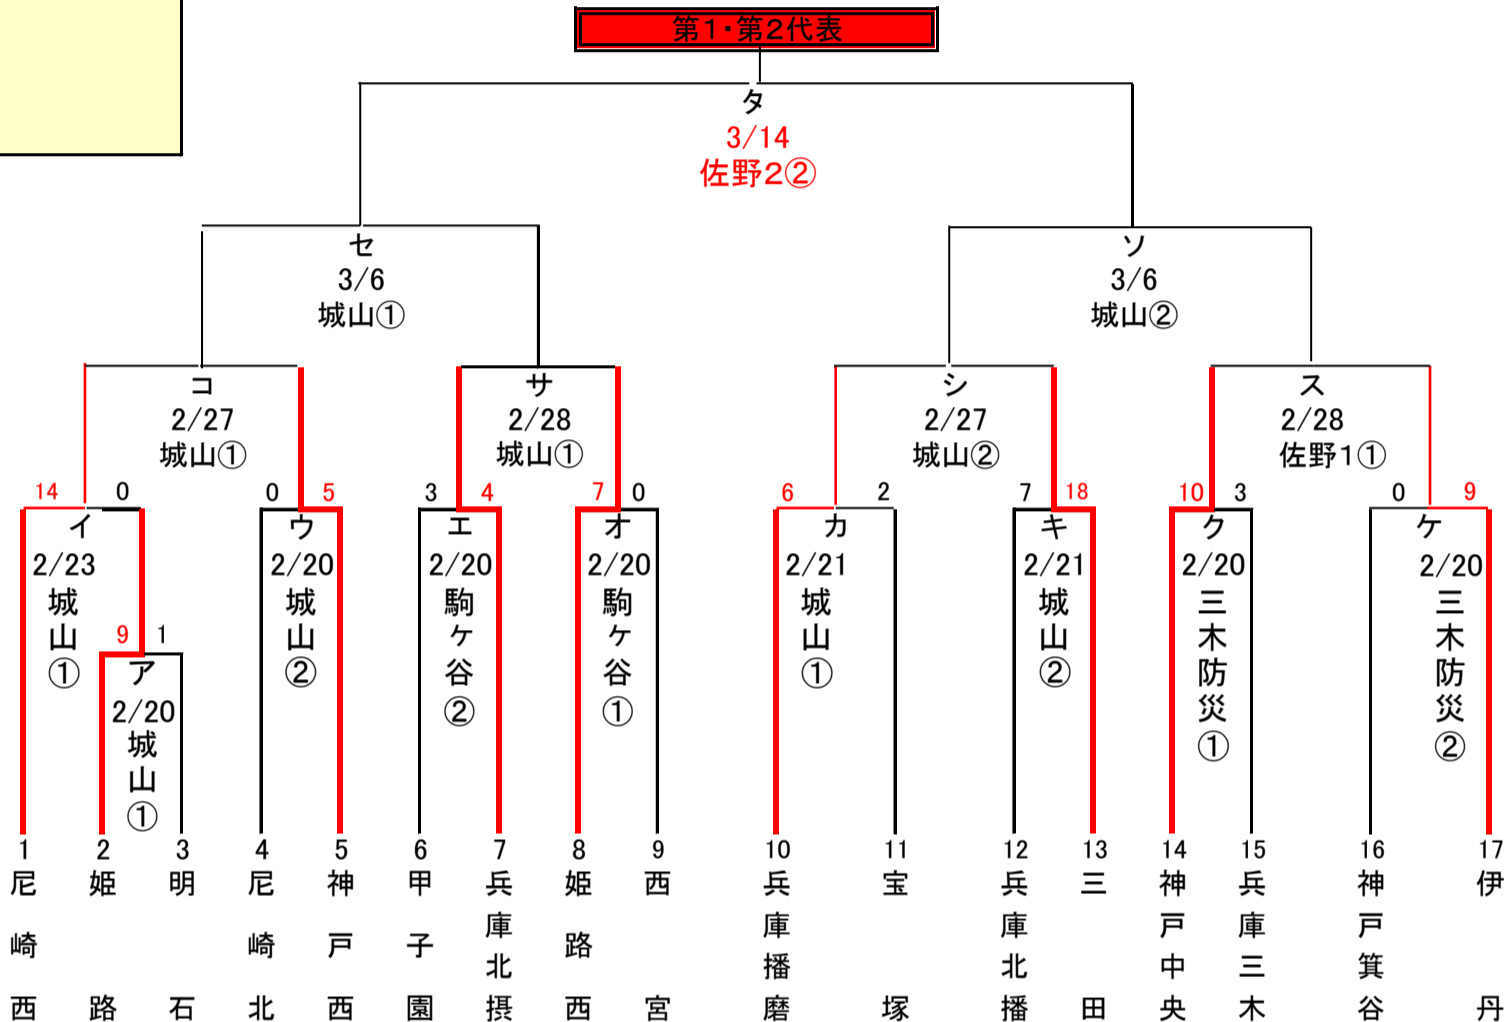 第1・第2代表
タ
3/14
佐野2②
セ
3/6
城山①
ソ
3/6
城山②
コ
2/27
城山①
サ
2/28
城山①
シ
2/27
城山②
ス
2/28
佐野1①
14 0
0 5
3 4
7 0
6 2
7 18
10 3
0 9
イ
2/23
城山①
ウ
2/20
城山②
エ
2/20
駒ヶ谷②
オ
2/20
駒ヶ谷①
カ
2/21
城山①
キ
2/21
城山②
ク
2/20
三木防災①
ケ
2/20
三木防災②
9 1
ア
2/20
城山①
1 尼崎西
2 姫路
3 明石
4 尼崎北
5 神戸西
6 甲子園
7 兵庫北摂
8 姫路西
9 西宮
10 兵庫播磨
11 宝塚
12 兵庫北播
13 三田
14 神戸中央
15 兵庫三木
16 神戸箕谷
17 伊丹